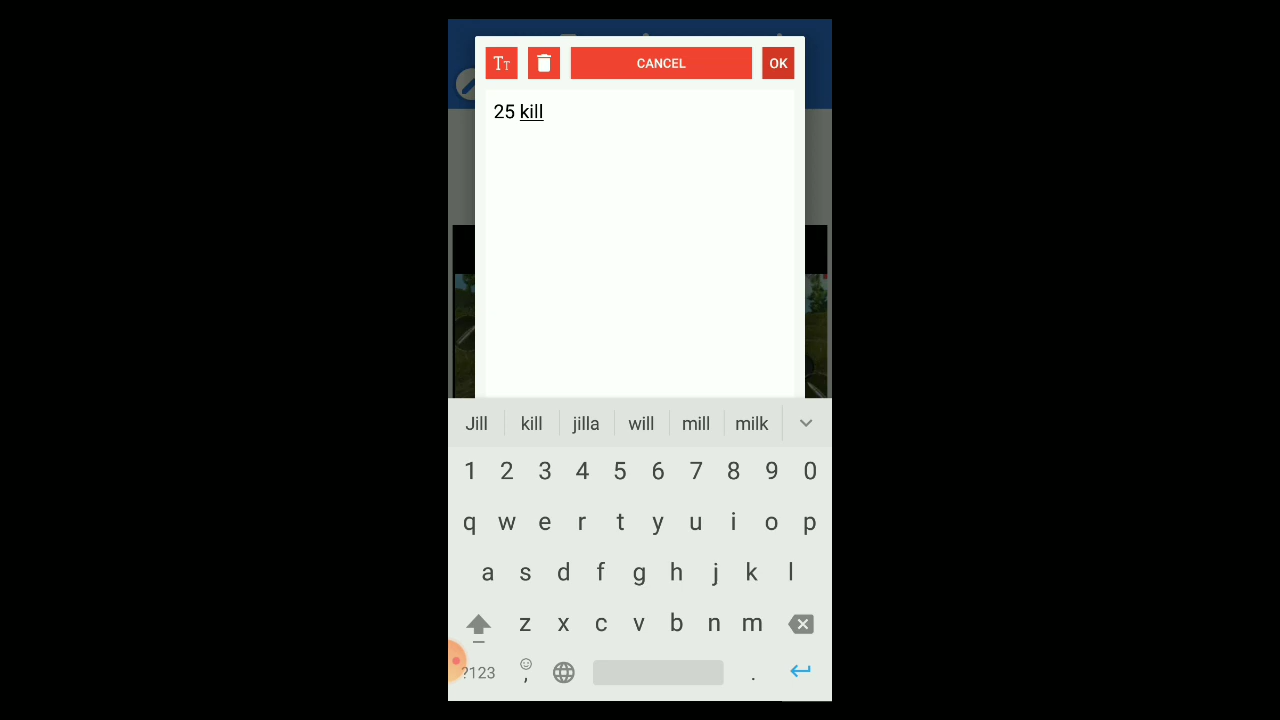 TT CANCEL OK
25 kill
Jill kill jilla will mill milk
1 2 3 4 5 6 7 8 9 0
q w e r t y u i o p
a s d f g h j k l
z x c v b n m
?123 , .